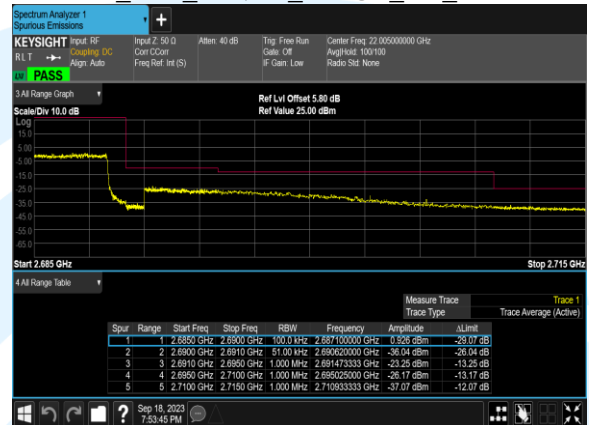 Spectrum Analyzer 1
Spurious Emissions
KEYSIGHT Input: RF Input Z: 50 Ω Atten: 40 dB Trig: Free Run Center Freq: 22.005000000 GHz
Coupling: DC Corr CCorr Gate: Off Avg|Hold: 100/100
RLT Align: Auto Freq Ref: Int (S) IF Gain: Low Radio Std: None
LV PASS
3 All Range Graph
Ref Lvl Offset 5.80 dB
Scale/Div 10.0 dB Ref Value 25.00 dBm
Log
15.0
5.00
-5.00
-15.0
-25.0
-35.0
-45.0
-55.0
-65.0
Start 2.685 GHz Stop 2.715 GHz
4 All Range Table
Measure Trace Trace 1
Trace Type Trace Average (Active)
Spur Range Start Freq Stop Freq RBW Frequency Amplitude ΔLimit
1 1 2.6850 GHz 2.6900 GHz 100.0 kHz 2.687100000 GHz 0.926 dBm -29.07 dB
2 2 2.6900 GHz 2.6910 GHz 51.00 kHz 2.690620000 GHz -36.04 dBm -26.04 dB
3 3 2.6910 GHz 2.6950 GHz 1.000 MHz 2.691473333 GHz -23.25 dBm -13.25 dB
4 4 2.6950 GHz 2.7100 GHz 1.000 MHz 2.695025000 GHz -26.17 dBm -13.17 dB
5 5 2.7100 GHz 2.7150 GHz 1.000 MHz 2.710933333 GHz -37.07 dBm -12.07 dB
Sep 18, 2023
7:53:45 PM